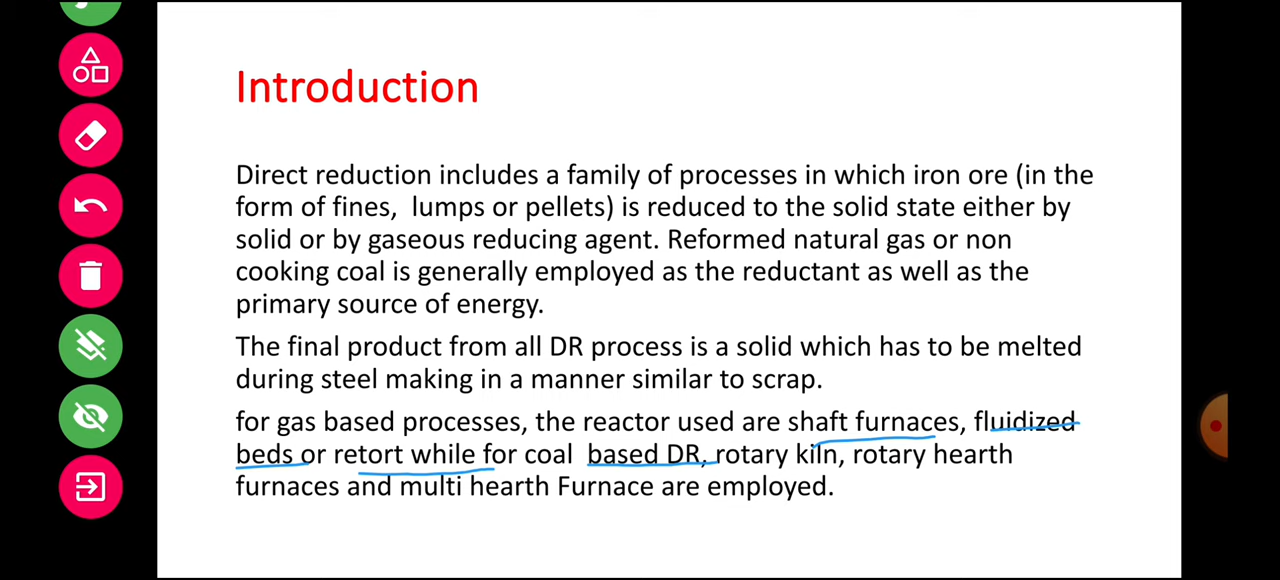 Introduction
Direct reduction includes a family of processes in which iron ore (in the
form of fines, lumps or pellets) is reduced to the solid state either by
solid or by gaseous reducing agent. Reformed natural gas or non
cooking coal is generally employed as the reductant as well as the
primary source of energy.
The final product from all DR process is a solid which has to be melted
during steel making in a manner similar to scrap.
for gas based processes, the reactor used are shaft furnaces, fluidized
beds or retort while for coal based DR, rotary kiln, rotary hearth
furnaces and multi hearth Furnace are employed.